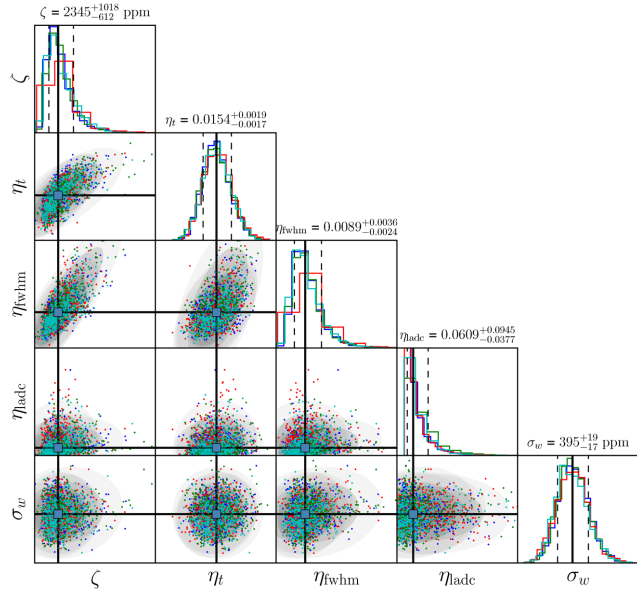 ζ = 2345⁺¹⁰¹⁸₋₆₁₂ ppm
ζ
η_t = 0.0154⁺⁰·⁰⁰¹⁹₋₀.₀₀₁₇
η_t
η_fwhm = 0.0089⁺⁰·⁰⁰³⁶₋₀.₀₀₂₄
η_fwhm
η_ladc = 0.0609⁺⁰·⁰⁹⁴⁵₋₀.₀₃₇₇
η_ladc
σ_w = 395⁺¹⁹₋₁₇ ppm
σ_w
ζ η_t η_fwhm η_ladc σ_w